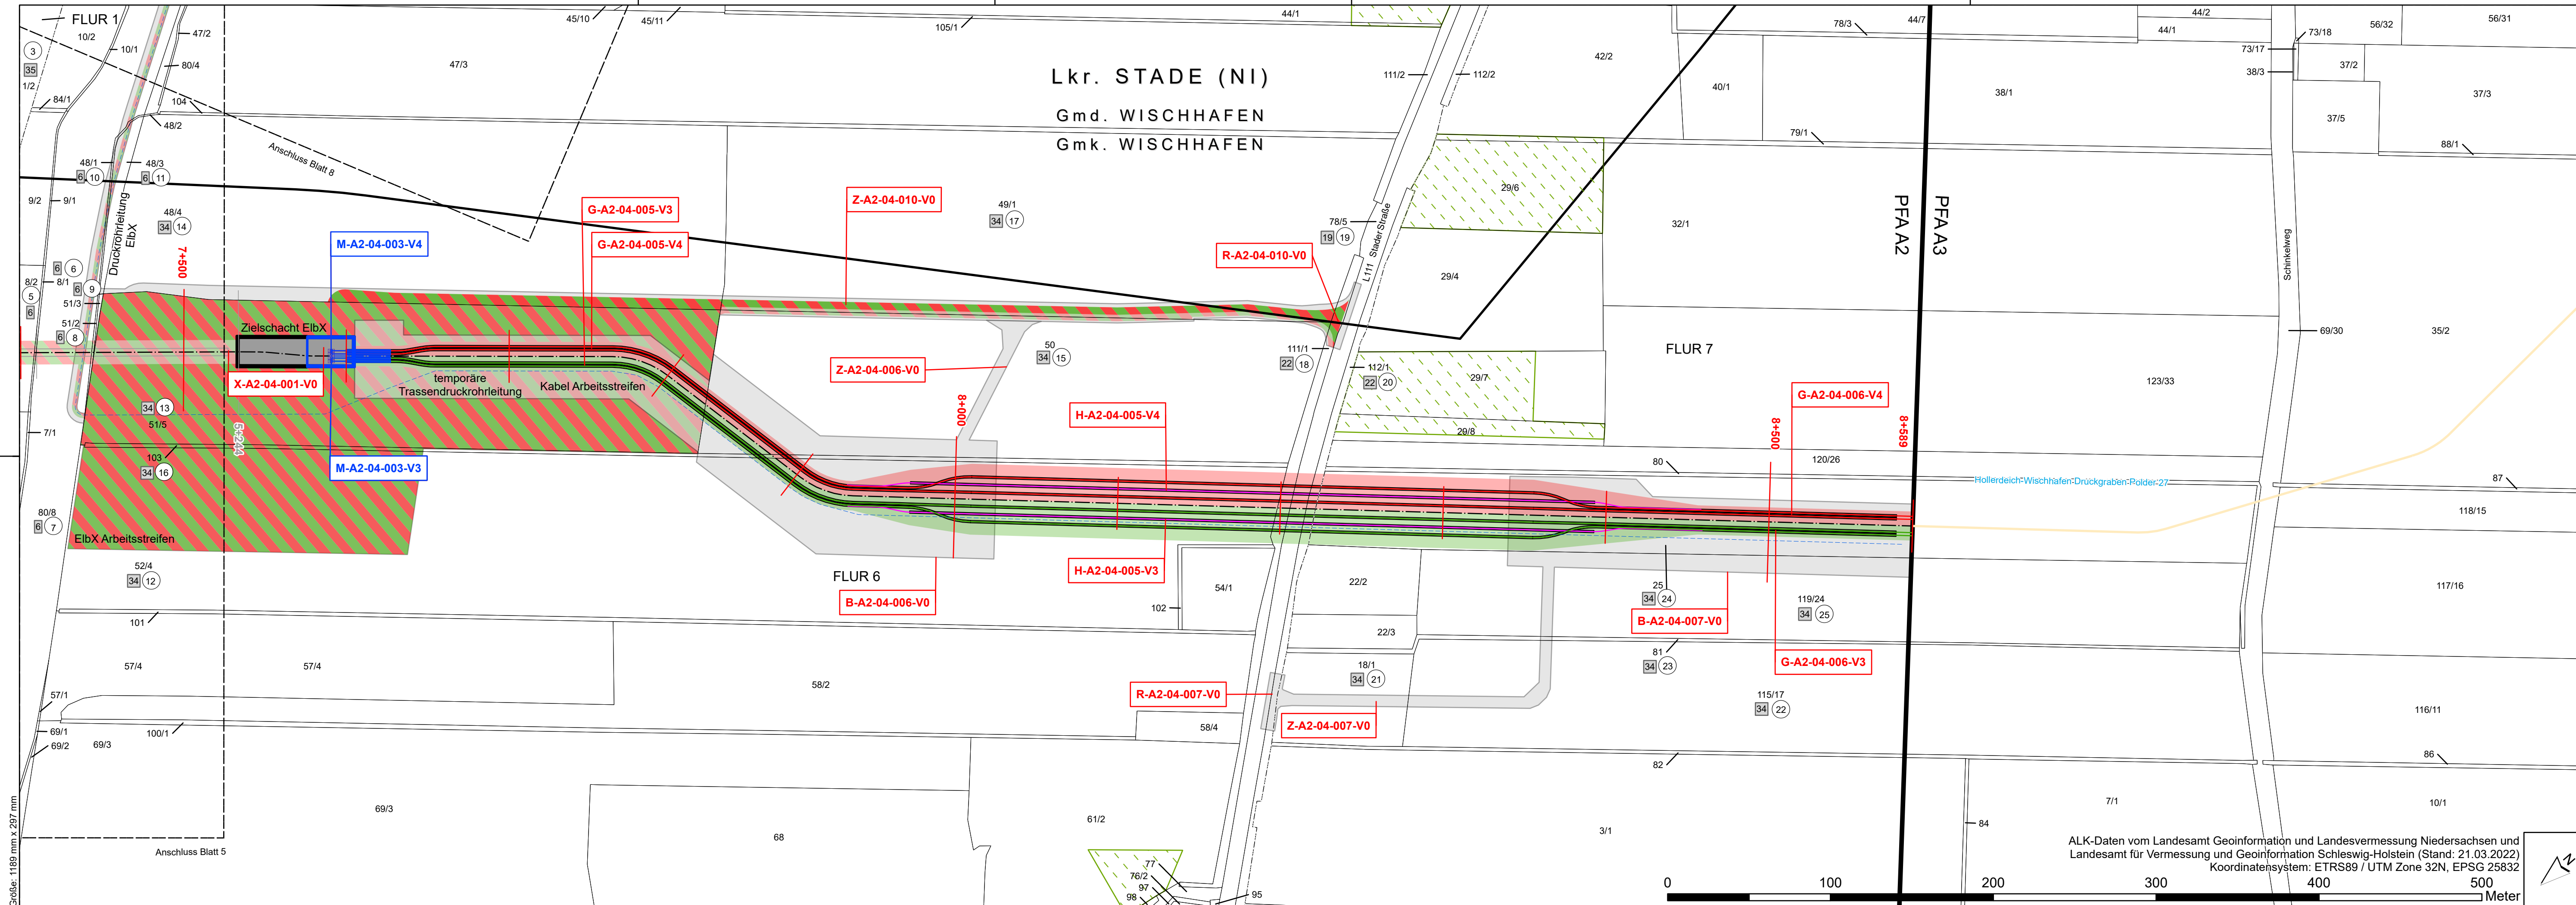 FLUR 1
10/2
10/1
47/2
3
35
1/2
80/4
84/1
104
48/2
47/3
45/10
45/11
105/1
44/1
Lkr. STADE (NI)
Gmd. WISCHHAFEN
Gmk. WISCHHAFEN
111/2
112/2
42/2
78/3
44/7
44/2
44/1
56/32
56/31
73/18
73/17
37/2
38/3
40/1
38/1
37/3
37/5
79/1
88/1
Anschluss Blatt 8
48/1
48/3
6 10
6 11
9/2
9/1
48/4
34 14
Druckrohrleitung
ElbX
7+500
M-A2-04-003-V4
G-A2-04-005-V3
G-A2-04-005-V4
Z-A2-04-010-V0
49/1
34 17
R-A2-04-010-V0
78/5
19 19
L111 Stader Straße
29/6
32/1
29/4
PFA A2
PFA A3
Schinkelweg
6 6
8/2
8/1
5
6
6 9
51/3
51/2
6 8
Zielschacht ElbX
X-A2-04-001-V0
temporäre
Trassendruckrohrleitung
Kabel Arbeitsstreifen
Z-A2-04-006-V0
50
34 15
111/1
22 18
112/1
22 20
29/7
29/8
FLUR 7
69/30
35/2
123/33
34 13
51/5
5+244
7/1
103
34 16
M-A2-04-003-V3
8+000
H-A2-04-005-V4
G-A2-04-006-V4
8+500
8+589
80
120/26
Hollerdeich-Wischhafen-Druckgraben-Polder 27
87
118/15
80/8
6 7
ElbX Arbeitsstreifen
52/4
34 12
FLUR 6
B-A2-04-006-V0
H-A2-04-005-V3
54/1
102
22/2
22/3
25
34 24
B-A2-04-007-V0
119/24
34 25
117/16
101
57/4
57/4
58/2
57/1
R-A2-04-007-V0
18/1
34 21
Z-A2-04-007-V0
81
34 23
G-A2-04-006-V3
115/17
34 22
116/11
69/1
69/2
69/3
100/1
58/4
82
86
69/3
68
61/2
3/1
84
7/1
10/1
Anschluss Blatt 5
77
76/2
97
98
95
ALK-Daten vom Landesamt Geoinformation und Landesvermessung Niedersachsen und
Landesamt für Vermessung und Geoinformation Schleswig-Holstein (Stand: 21.03.2022)
Koordinatensystem: ETRS89 / UTM Zone 32N, EPSG 25832
0 100 200 300 400 500
Meter
N
Größe: 1189 mm x 297 mm